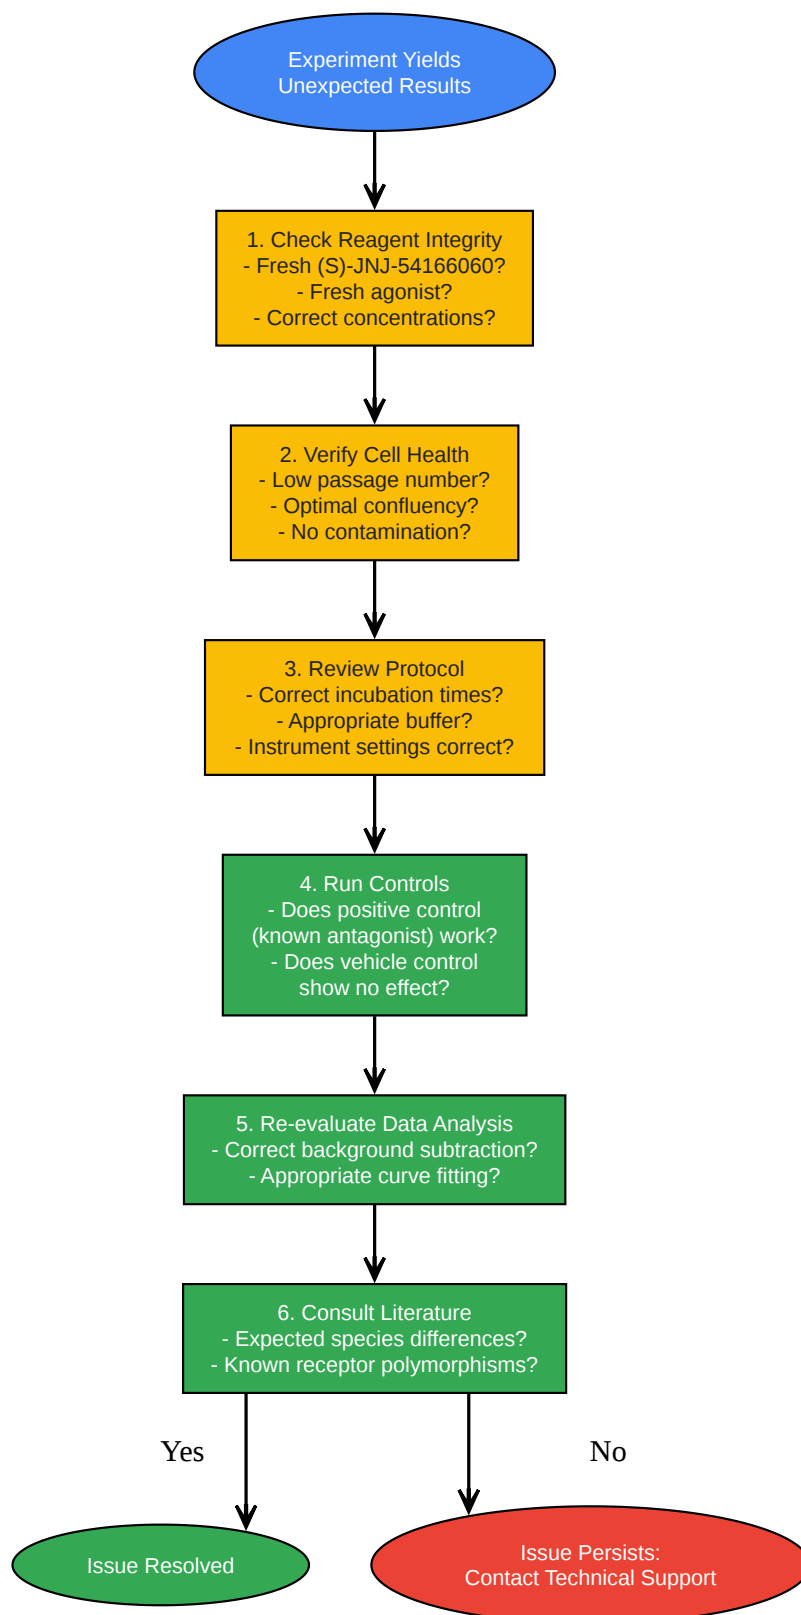 Experiment Yields
Unexpected Results
1. Check Reagent Integrity
- Fresh (S)-JNJ-54166060?
- Fresh agonist?
- Correct concentrations?
2. Verify Cell Health
- Low passage number?
- Optimal confluency?
- No contamination?
3. Review Protocol
- Correct incubation times?
- Appropriate buffer?
- Instrument settings correct?
4. Run Controls
- Does positive control
(known antagonist) work?
- Does vehicle control
show no effect?
5. Re-evaluate Data Analysis
- Correct background subtraction?
- Appropriate curve fitting?
6. Consult Literature
- Expected species differences?
- Known receptor polymorphisms?
Yes
No
Issue Resolved
Issue Persists:
Contact Technical Support